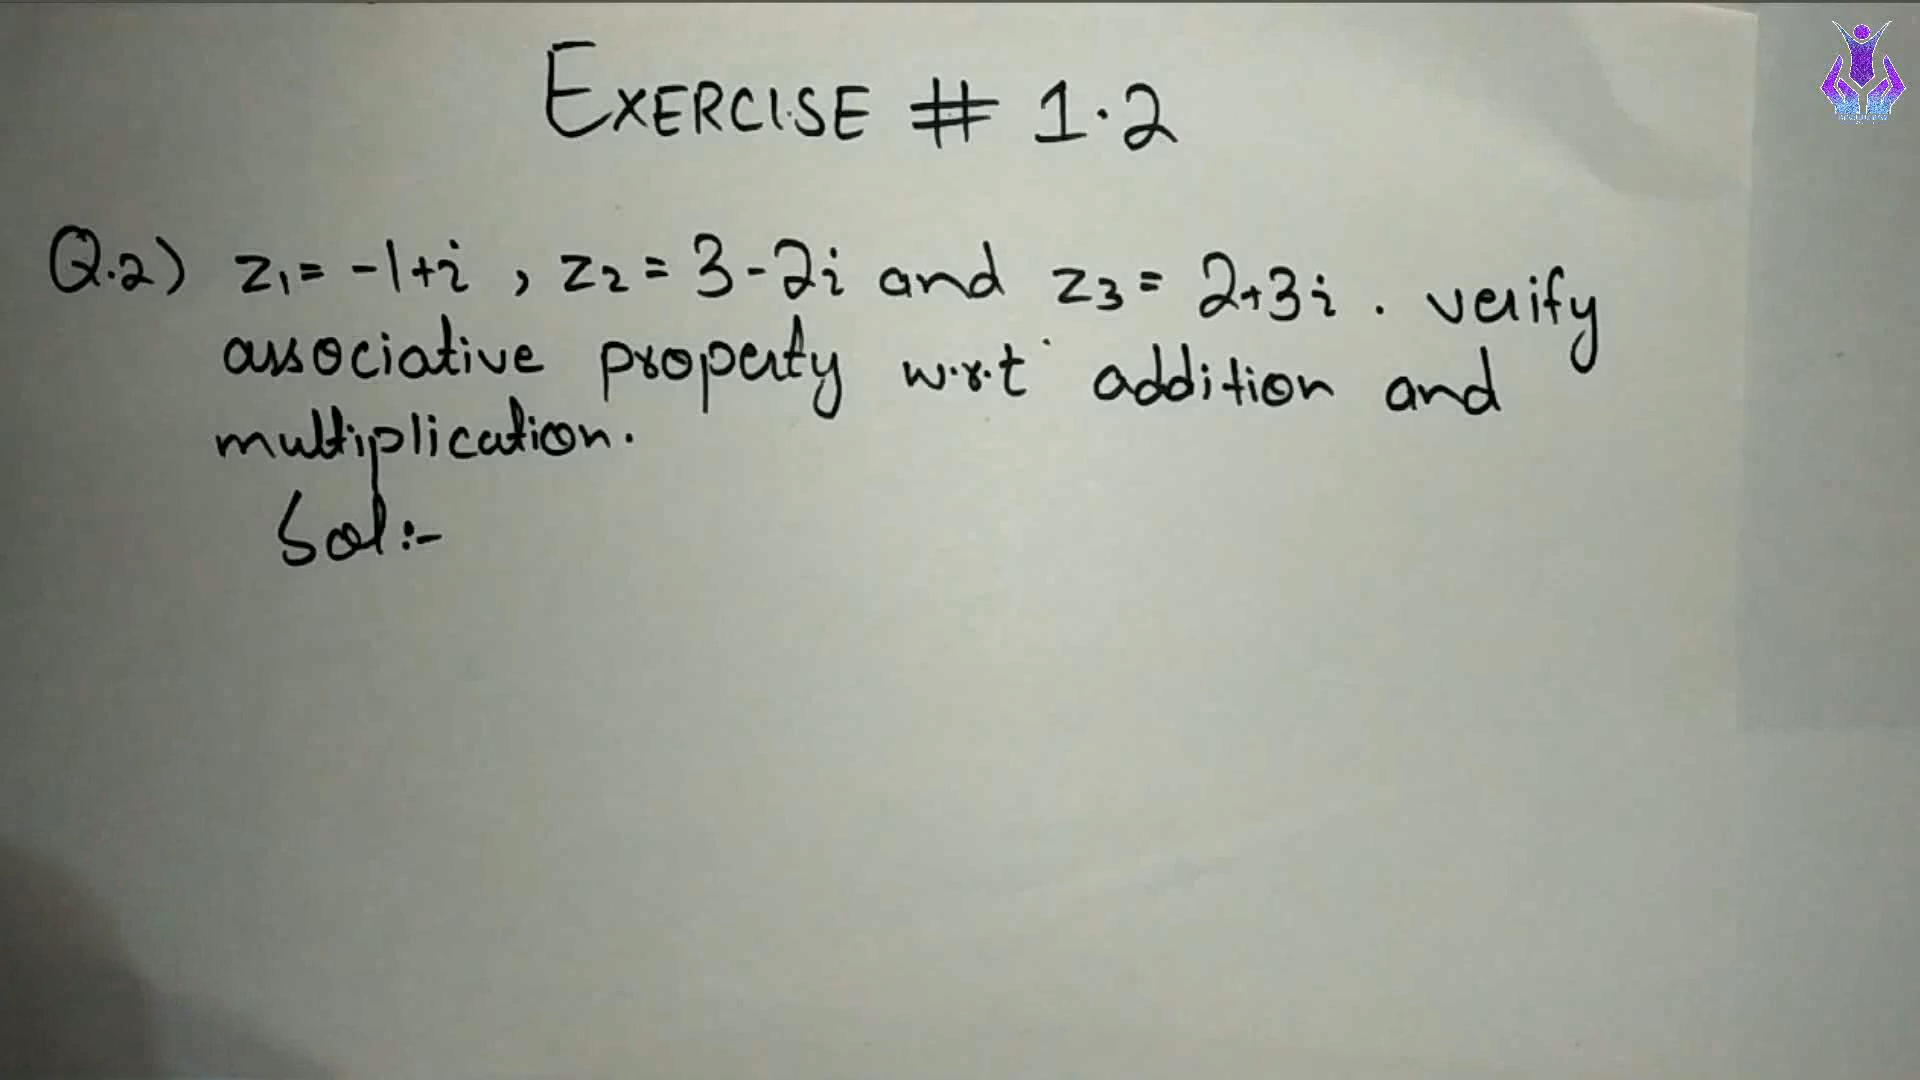 EXERCISE # 1.2
Q.2) z₁ = -1+i , z₂ = 3-2i and z₃ = 2+3i . verify
associative property w.r.t addition and
multiplication.
Sol:-